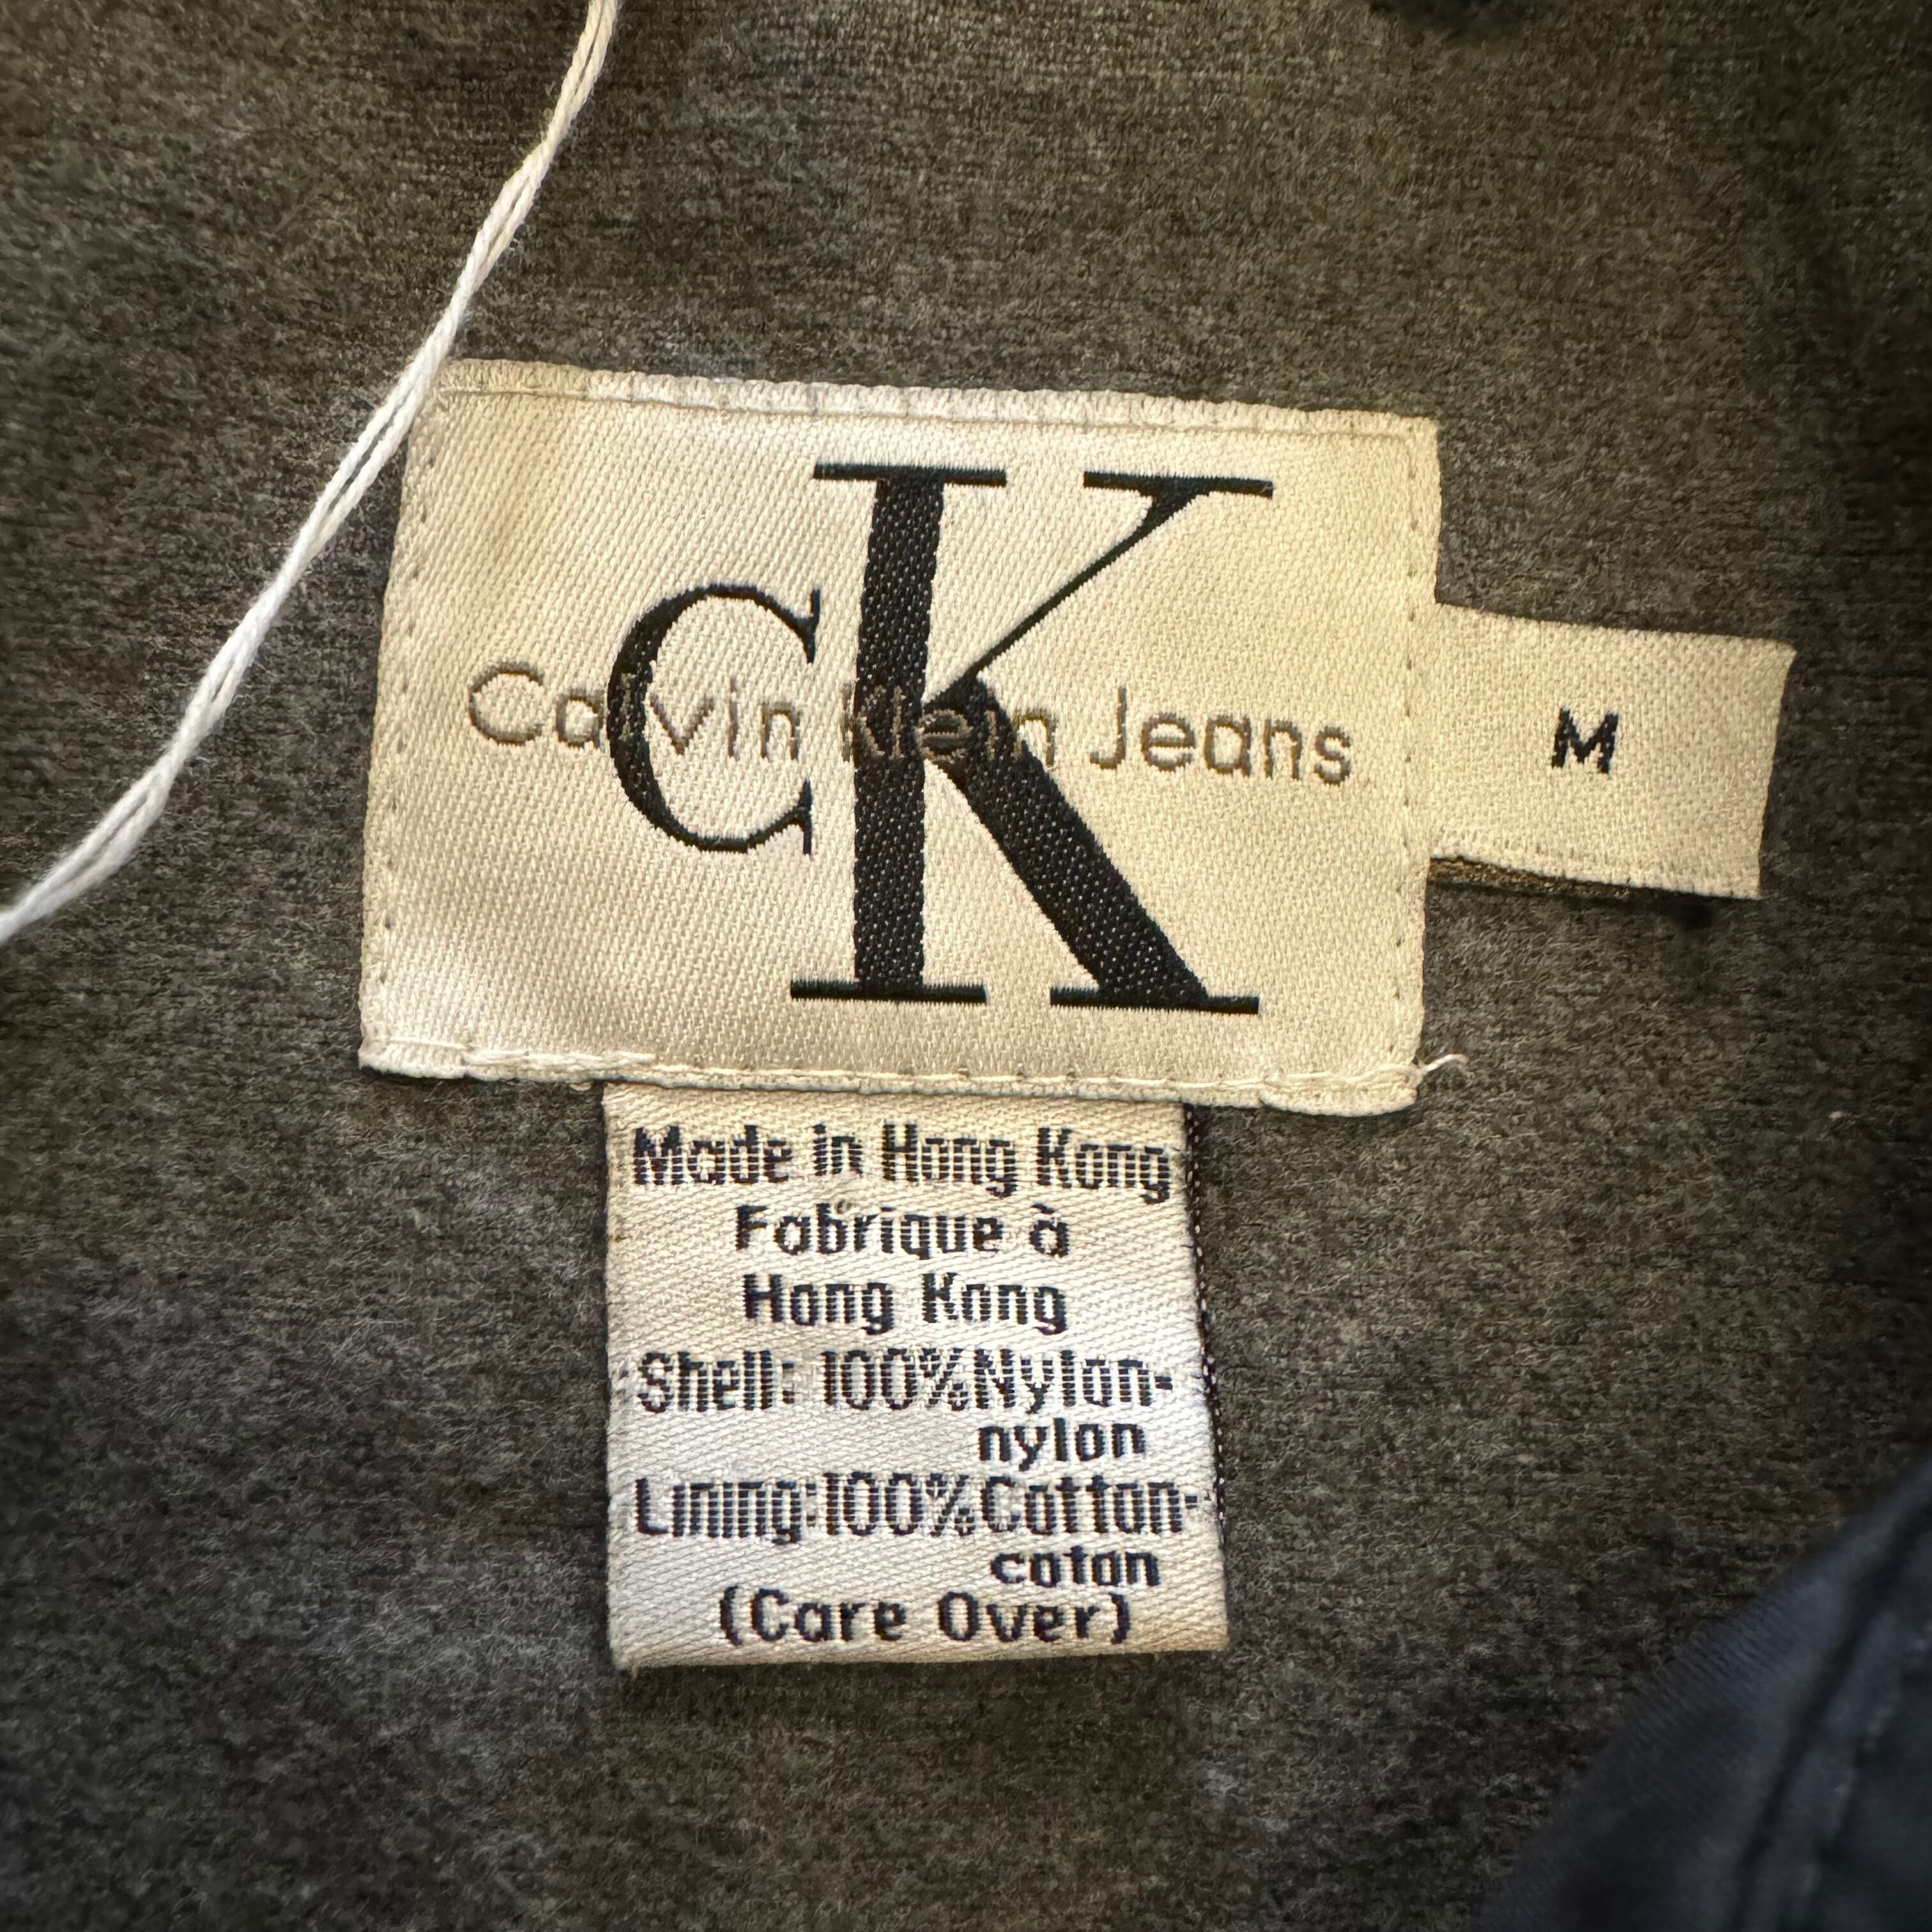 CK
Calvin Klein Jeans
M
Made in Hong Kong
Fabrique à
Hong Kong
Shell: 100% Nylon-
nylon
Lining: 100% Cotton-
coton
(Care Over)